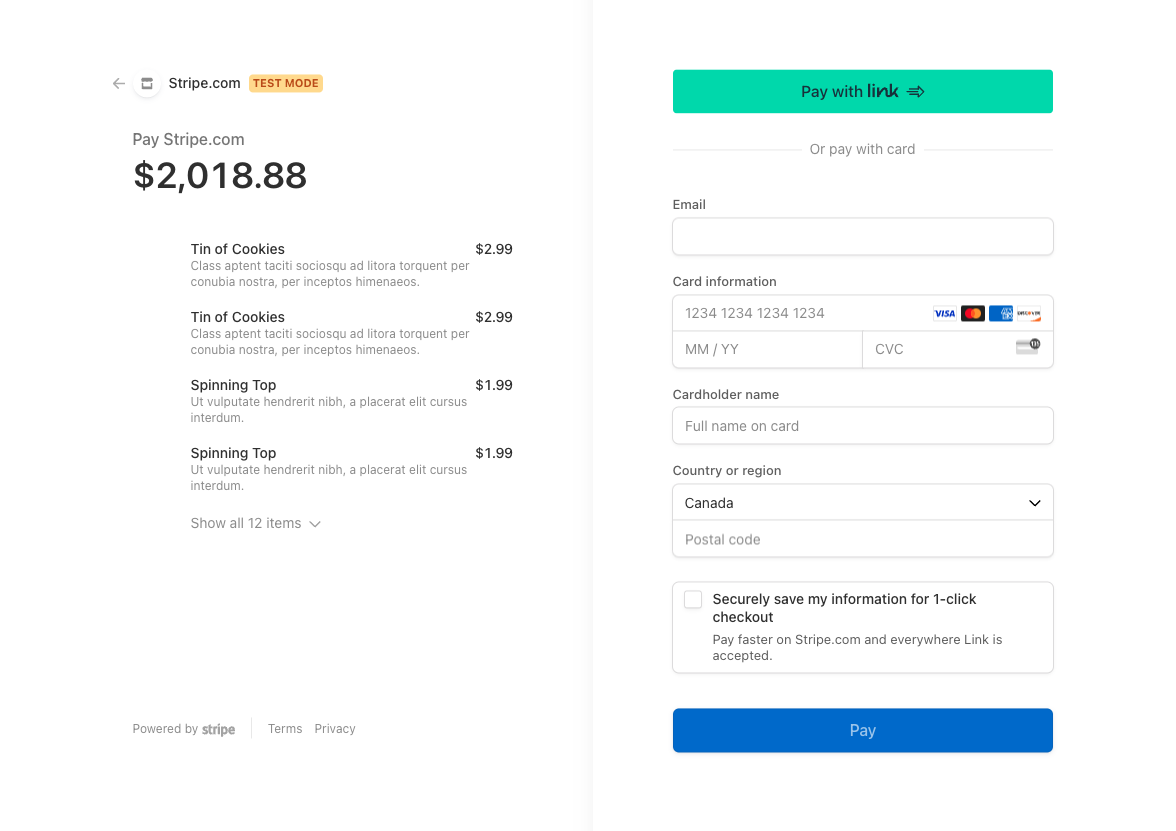 Stripe.com TEST MODE
Pay Stripe.com
$2,018.88
Tin of Cookies $2.99
Class aptent taciti sociosqu ad litora torquent per
conubia nostra, per inceptos himenaeos.
Tin of Cookies $2.99
Class aptent taciti sociosqu ad litora torquent per
conubia nostra, per inceptos himenaeos.
Spinning Top $1.99
Ut vulputate hendrerit nibh, a placerat elit cursus
interdum.
Spinning Top $1.99
Ut vulputate hendrerit nibh, a placerat elit cursus
interdum.
Show all 12 items
Powered by stripe Terms Privacy
Pay with link
Or pay with card
Email
Card information
1234 1234 1234 1234 VISA
MM / YY CVC
Cardholder name
Full name on card
Country or region
Canada
Postal code
Securely save my information for 1-click
checkout
Pay faster on Stripe.com and everywhere Link is
accepted.
Pay